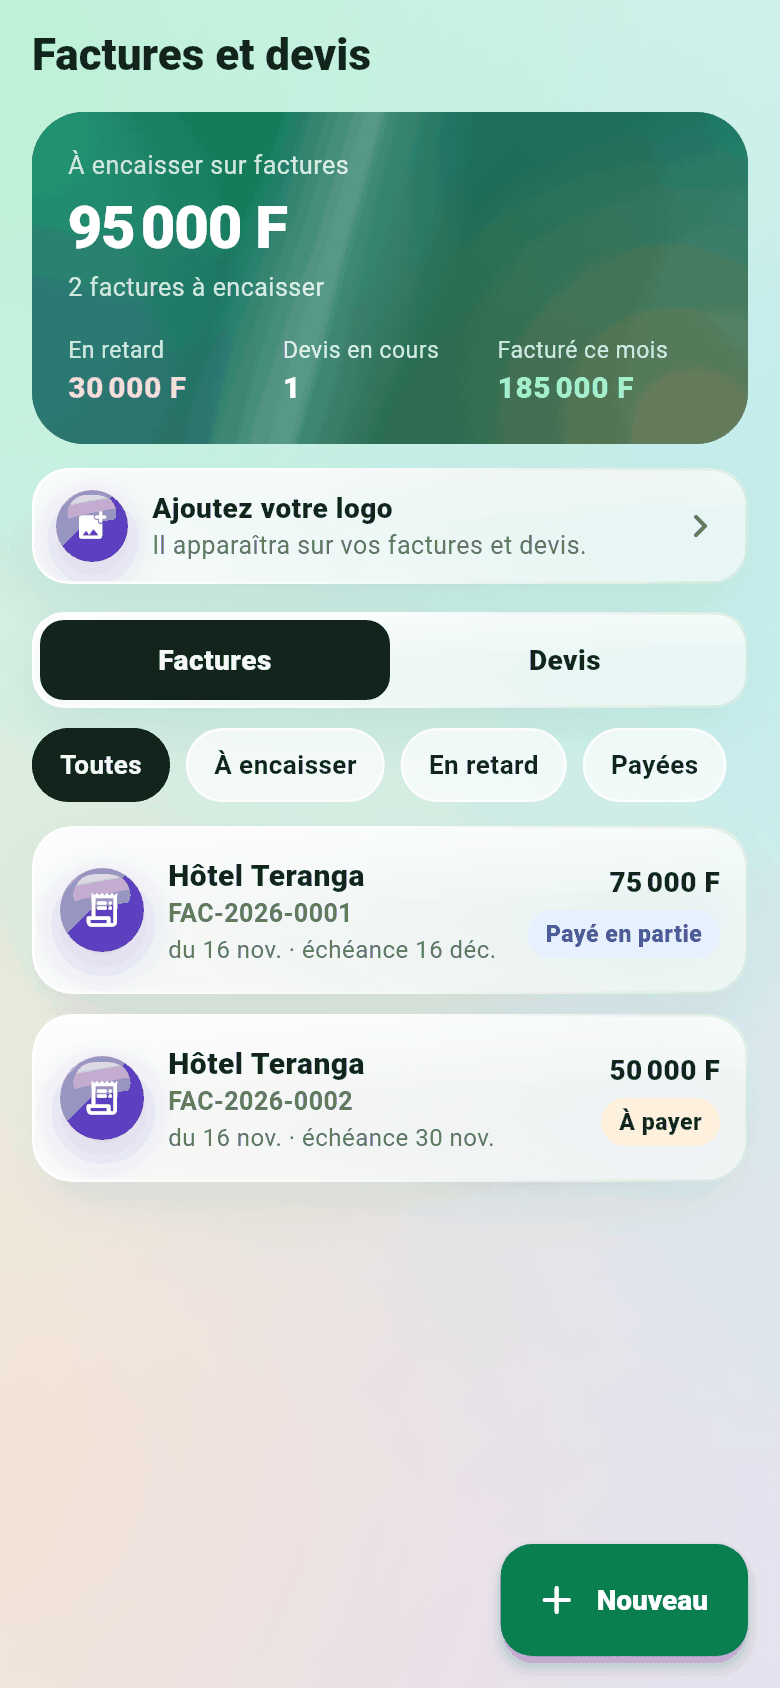 Factures et devis
À encaisser sur factures
95 000 F
2 factures à encaisser
En retard
30 000 F
Devis en cours
1
Facturé ce mois
185 000 F
Ajoutez votre logo
Il apparaîtra sur vos factures et devis.
Factures
Devis
Toutes
À encaisser
En retard
Payées
Hôtel Teranga
FAC-2026-0001
du 16 nov. · échéance 16 déc.
75 000 F
Payé en partie
Hôtel Teranga
FAC-2026-0002
du 16 nov. · échéance 30 nov.
50 000 F
À payer
Nouveau